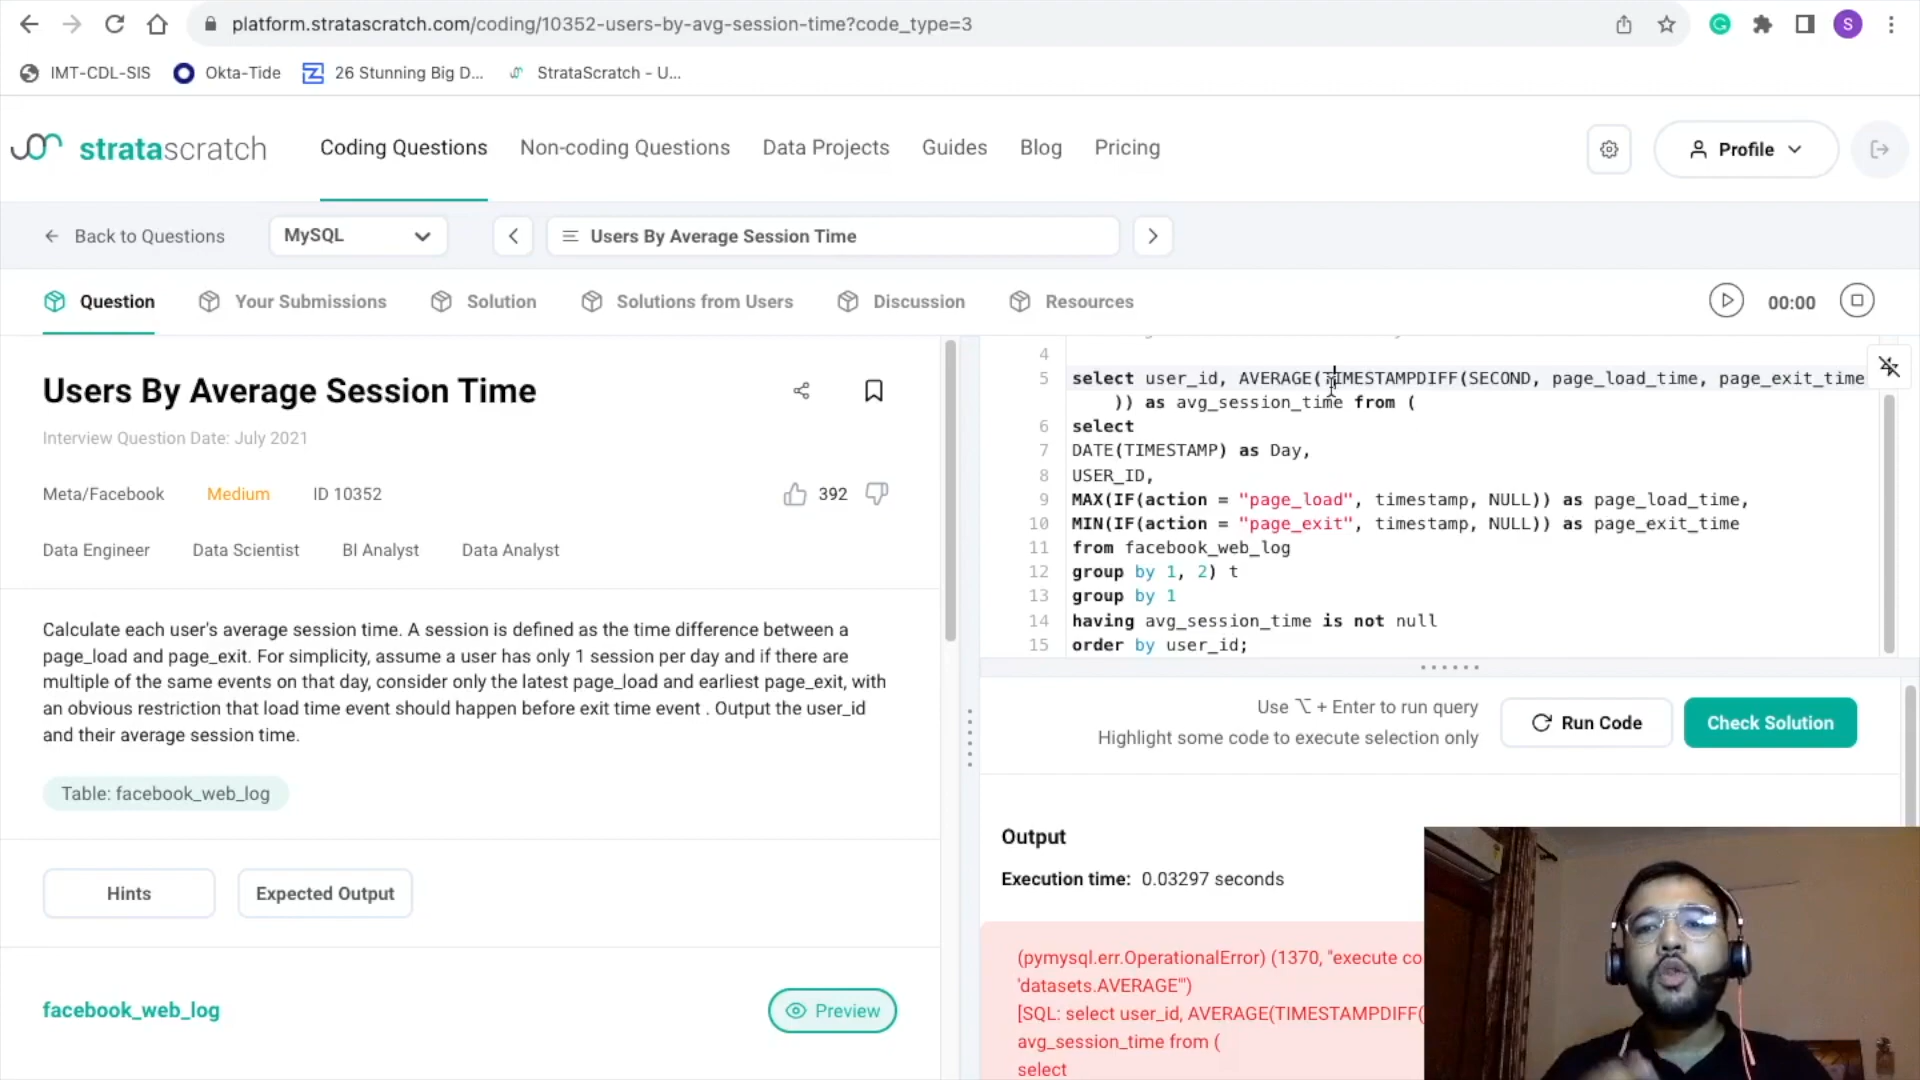 platform.stratascratch.com/coding/10352-users-by-avg-session-time?code_type=3
S
IMT-CDL-SIS
Okta-Tide
26 Stunning Big D...
StrataScratch - U...
stratascratch
Coding Questions
Non-coding Questions
Data Projects
Guides
Blog
Pricing
Profile
Back to Questions
MySQL
Users By Average Session Time
Question
Your Submissions
Solution
Solutions from Users
Discussion
Resources
00:00
Users By Average Session Time
Interview Question Date: July 2021
Meta/Facebook
Medium
ID 10352
392
Data Engineer
Data Scientist
BI Analyst
Data Analyst
Calculate each user's average session time. A session is defined as the time difference between a
page_load and page_exit. For simplicity, assume a user has only 1 session per day and if there are
multiple of the same events on that day, consider only the latest page_load and earliest page_exit, with
an obvious restriction that load time event should happen before exit time event . Output the user_id
and their average session time.
Table: facebook_web_log
Hints
Expected Output
facebook_web_log
Preview
4
5 select user_id, AVERAGE(TIMESTAMPDIFF(SECOND, page_load_time, page_exit_time
)) as avg_session_time from (
6 select
7 DATE(TIMESTAMP) as Day,
8 USER_ID,
9 MAX(IF(action = "page_load", timestamp, NULL)) as page_load_time,
10 MIN(IF(action = "page_exit", timestamp, NULL)) as page_exit_time
11 from facebook_web_log
12 group by 1, 2) t
13 group by 1
14 having avg_session_time is not null
15 order by user_id;
Use ⌥ + Enter to run query
Highlight some code to execute selection only
Run Code
Check Solution
Output
Execution time: 0.03297 seconds
(pymysql.err.OperationalError) (1370, "execute co
'datasets.AVERAGE'")
[SQL: select user_id, AVERAGE(TIMESTAMPDIFF(
avg_session_time from (
select